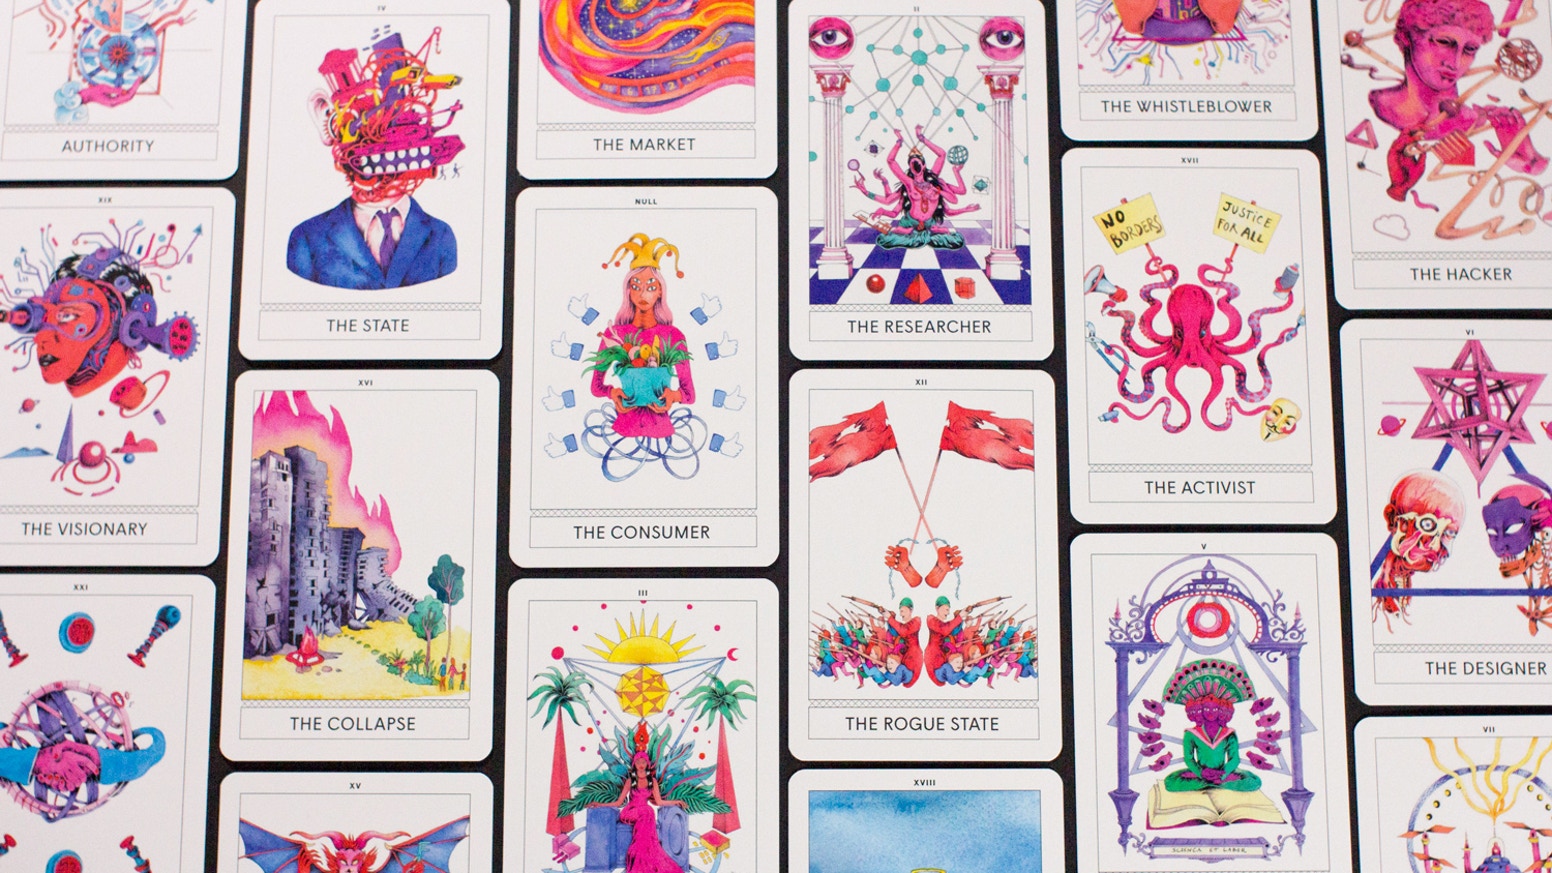 AUTHORITY
XIX
THE VISIONARY
XXI
IV
THE STATE
XVI
THE COLLAPSE
XV
THE MARKET
NULL
THE CONSUMER
III
II
THE RESEARCHER
XII
THE ROGUE STATE
XVIII
THE WHISTLEBLOWER
XVII
NO
BORDERS
JUSTICE
FOR ALL
THE ACTIVIST
V
THE HACKER
VI
THE DESIGNER
VII